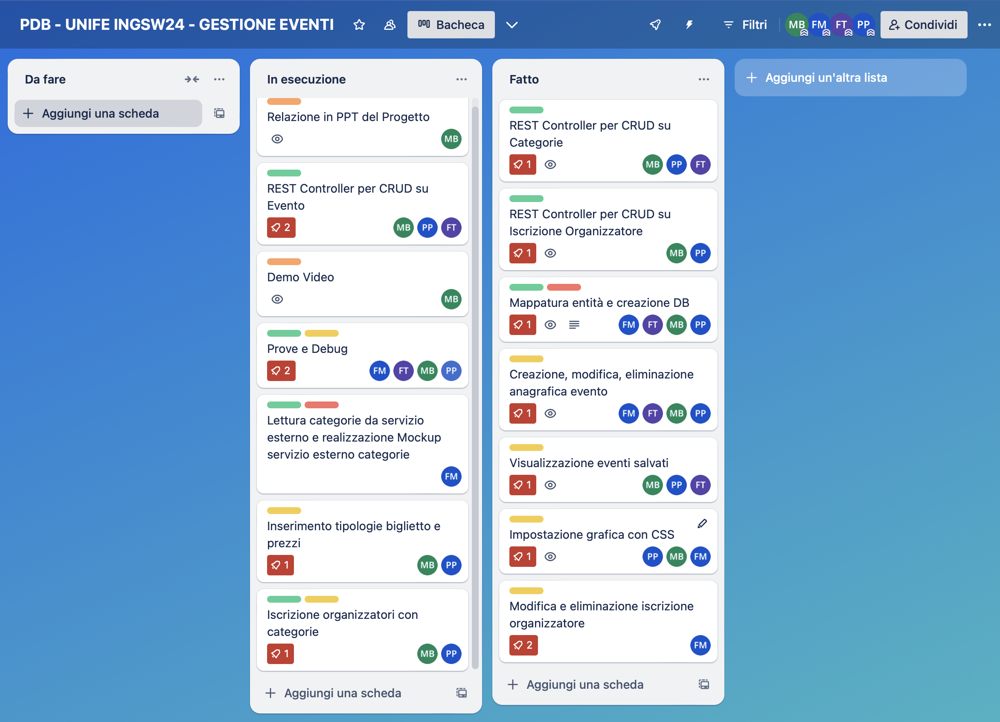 PDB - UNIFE INGSW24 - GESTIONE EVENTI
Bacheca
Filtri
MB
FM
FT
PP
Condividi
Da fare
Aggiungi una scheda
In esecuzione
Relazione in PPT del Progetto
MB
REST Controller per CRUD su
Evento
2
MB PP FT
Demo Video
MB
Prove e Debug
2
FM FT MB PP
Lettura categorie da servizio
esterno e realizzazione Mockup
servizio esterno categorie
FM
Inserimento tipologie biglietto e
prezzi
1
MB PP
Iscrizione organizzatori con
categorie
1
MB PP
Aggiungi una scheda
Fatto
REST Controller per CRUD su
Categorie
1
MB PP FT
REST Controller per CRUD su
Iscrizione Organizzatore
1
MB PP
Mappatura entità e creazione DB
1
FM FT MB PP
Creazione, modifica, eliminazione
anagrafica evento
1
FM FT MB PP
Visualizzazione eventi salvati
1
MB PP FT
Impostazione grafica con CSS
1
PP MB FM
Modifica e eliminazione iscrizione
organizzatore
2
FM
Aggiungi una scheda
Aggiungi un'altra lista